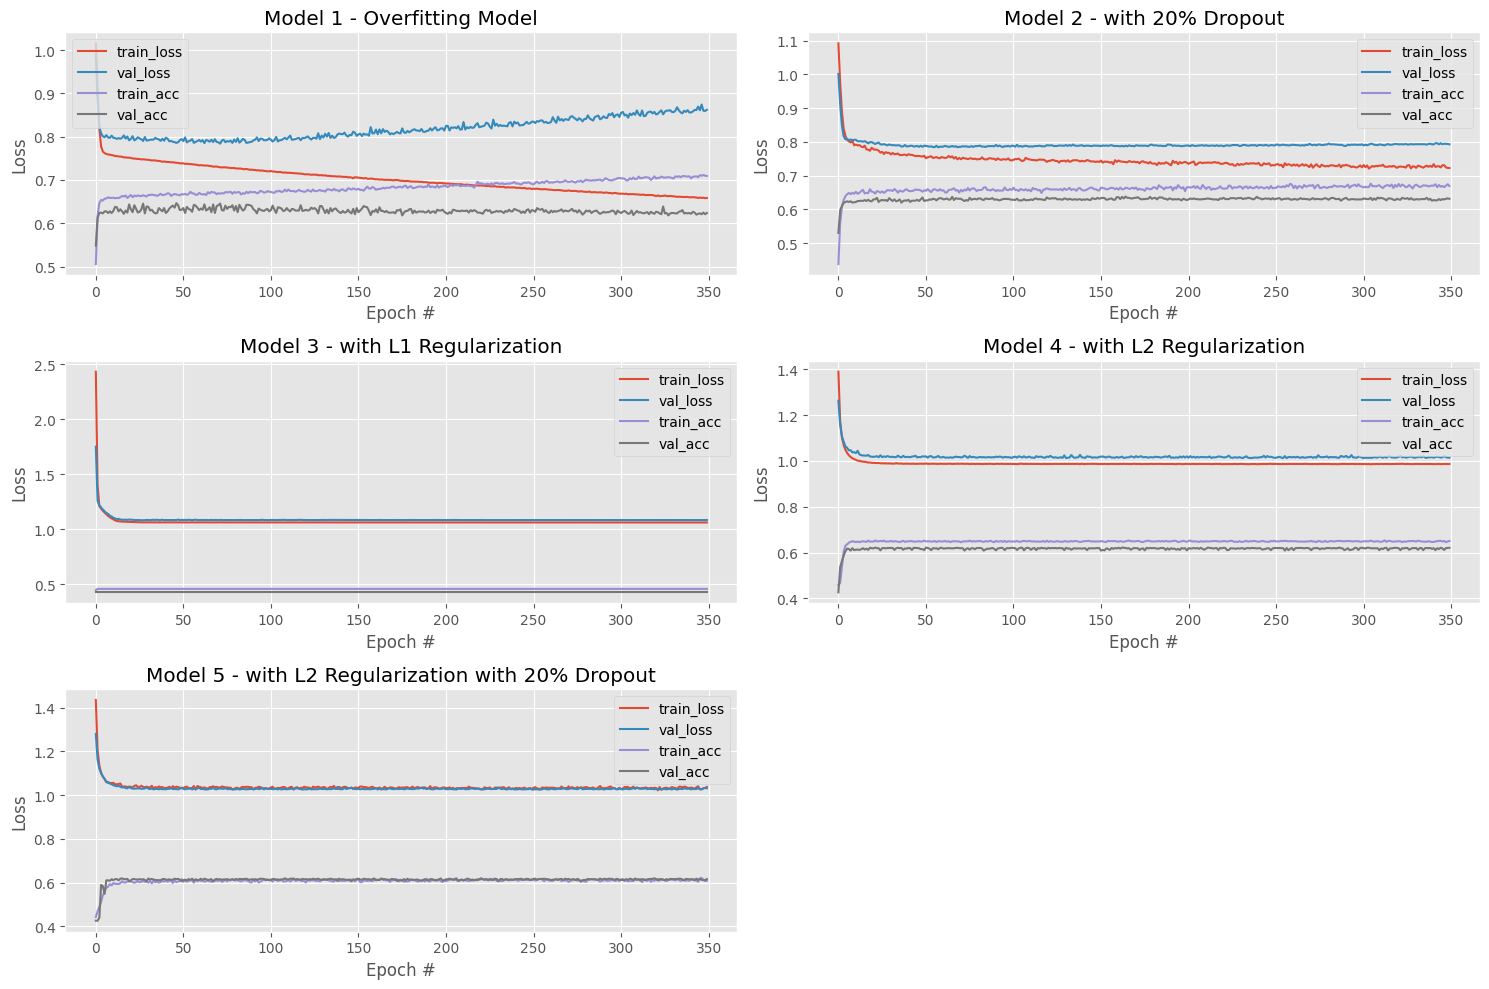 Model 1 - Overfitting Model
1.0
0.9
0.8
0.7
0.6
0.5
Loss
train_loss
val_loss
train_acc
val_acc
0 50 100 150 200 250 300 350
Epoch #
Model 2 - with 20% Dropout
1.1
1.0
0.9
0.8
0.7
0.6
0.5
Loss
train_loss
val_loss
train_acc
val_acc
0 50 100 150 200 250 300 350
Epoch #
Model 3 - with L1 Regularization
2.5
2.0
1.5
1.0
0.5
Loss
train_loss
val_loss
train_acc
val_acc
0 50 100 150 200 250 300 350
Epoch #
Model 4 - with L2 Regularization
1.4
1.2
1.0
0.8
0.6
0.4
Loss
train_loss
val_loss
train_acc
val_acc
0 50 100 150 200 250 300 350
Epoch #
Model 5 - with L2 Regularization with 20% Dropout
1.4
1.2
1.0
0.8
0.6
0.4
Loss
train_loss
val_loss
train_acc
val_acc
0 50 100 150 200 250 300 350
Epoch #